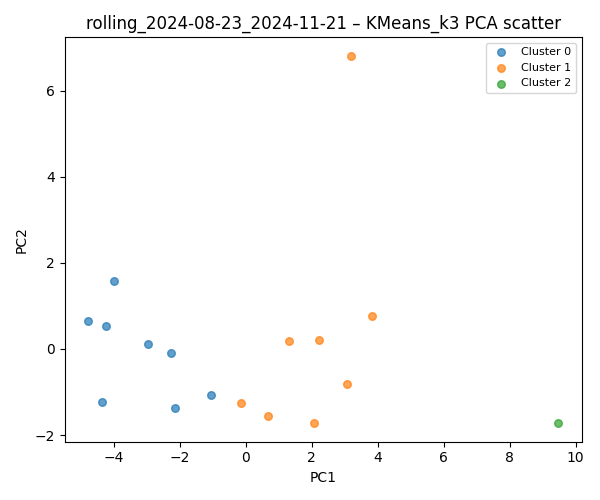 rolling_2024-08-23_2024-11-21 – KMeans_k3 PCA scatter
Cluster 0
Cluster 1
Cluster 2
6
4
2
0
−2
PC2
−4
−2
0
2
4
6
8
10
PC1